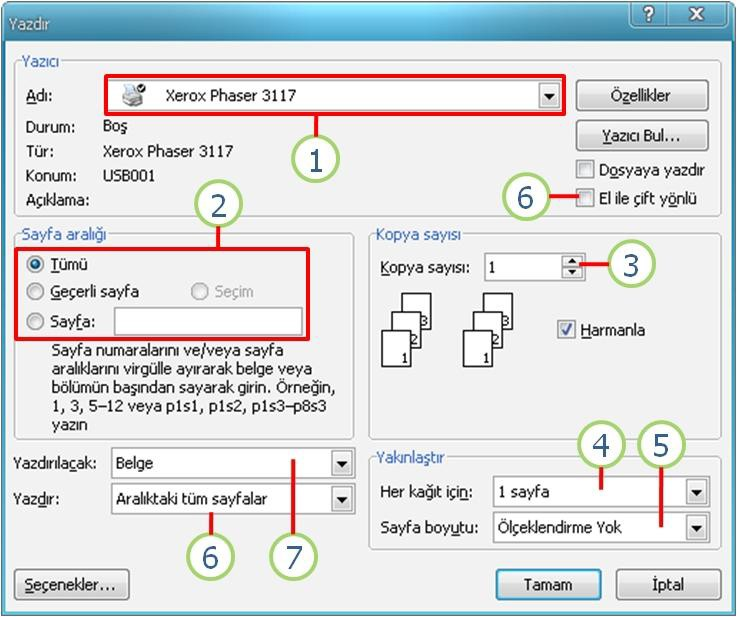 Yazdır
?
X
Yazıcı
Adı:
Xerox Phaser 3117
Özellikler
Durum:
Boş
Yazıcı Bul...
1
Tür:
Xerox Phaser 3117
Dosyaya yazdır
Konum:
USB001
6
El ile çift yönlü
Açıklama:
2
Sayfa aralığı
Tümü
Geçerli sayfa
Seçim
Sayfa:
Sayfa numaralarını ve/veya sayfa
aralıklarını virgülle ayırarak belge veya
bölümün başından sayarak girin. Örneğin,
1, 3, 5–12 veya p1s1, p1s2, p1s3–p8s3
yazın
Kopya sayısı
Kopya sayısı:
1
3
3
2
1
3
2
1
Harmanla
Yazdırılacak:
Belge
Yazdır:
Aralıktaki tüm sayfalar
6
7
4
5
Yakınlaştır
Her kağıt için:
1 sayfa
Sayfa boyutu:
Ölçeklendirme Yok
Seçenekler...
Tamam
İptal